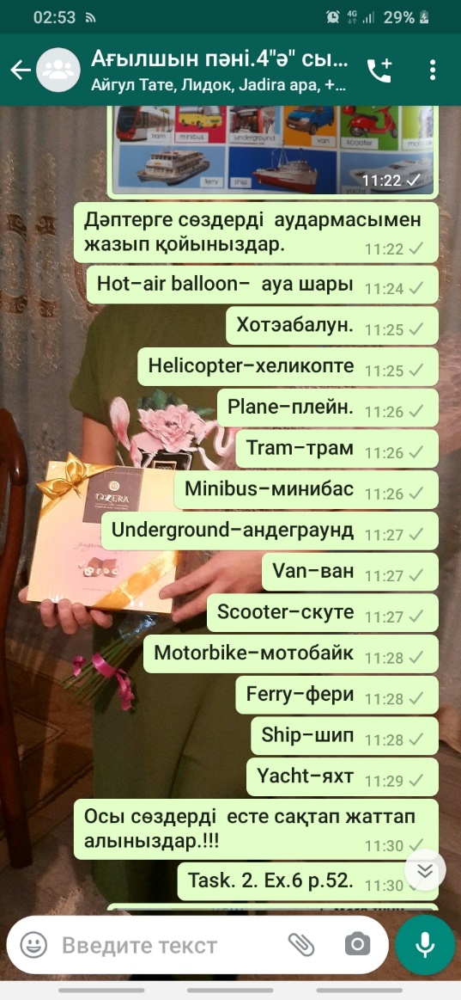 02:53 4G 29%
Ағылшын пәні.4"ә" сы...
Айгул Тате, Лидок, Jadira apa, +...
tram minibus underground van scooter
ferry ship yacht
11:22
Дәптерге сөздерді аудармасымен
жазып қойыныздар.
11:22
Hot–air balloon– ауа шары 11:24
Хотэабалун. 11:25
Helicopter–хеликопте 11:25
Plane–плейн. 11:26
Tram–трам 11:26
Minibus–минибас 11:26
Underground–андеграунд 11:27
Van–ван 11:27
Scooter–скуте 11:27
Motorbike–мотобайк 11:28
Ferry–фери 11:28
Ship–шип 11:28
Yacht–яхт 11:29
Осы сөздерді есте сақтап жаттап
алыныздар.!!!
11:30
Task. 2. Ex.6 p.52. 11:30
Введите текст